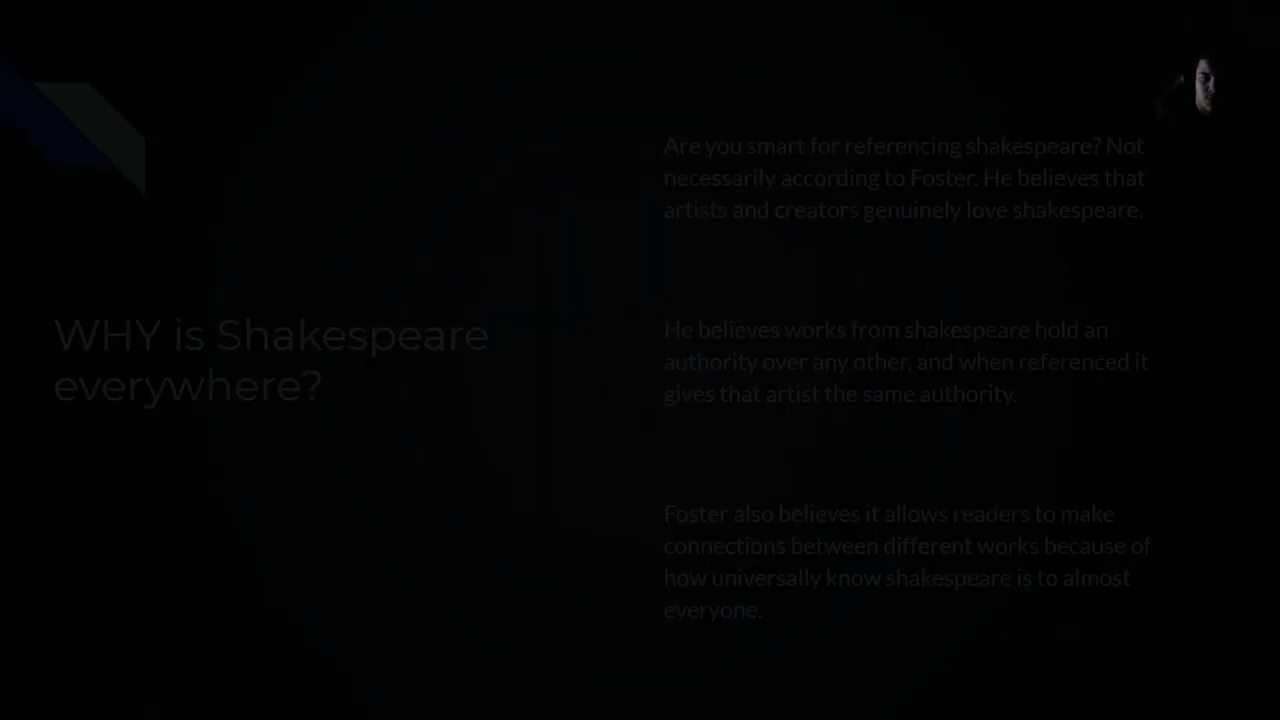 WHY is Shakespeare
everywhere?
Are you smart for referencing shakespeare? Not
necessarily according to Foster. He believes that
artists and creators genuinely love shakespeare.
He believes works from shakespeare hold an
authority over any other, and when referenced it
gives that artist the same authority.
Foster also believes it allows readers to make
connections between different works because of
how universally know shakespeare is to almost
everyone.